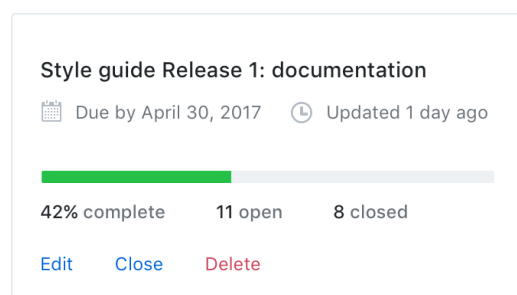 Style guide Release 1: documentation
Due by April 30, 2017 Updated 1 day ago
42% complete 11 open 8 closed
Edit Close Delete